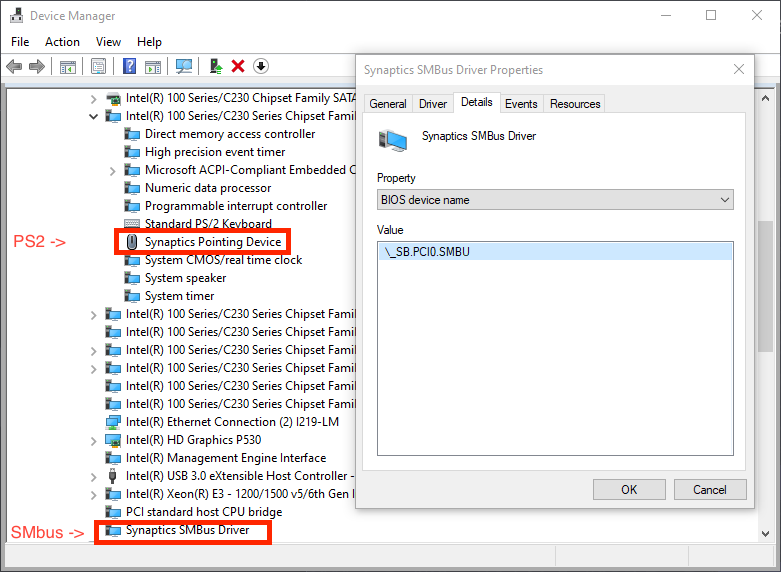 Device Manager
File Action View Help
Intel(R) 100 Series/C230 Chipset Family SATA
Intel(R) 100 Series/C230 Series Chipset Famil
Direct memory access controller
High precision event timer
Microsoft ACPI-Compliant Embedded C
Numeric data processor
Programmable interrupt controller
Standard PS/2 Keyboard
PS2 ->
Synaptics Pointing Device
System CMOS/real time clock
System speaker
System timer
Intel(R) 100 Series/C230 Series Chipset Famil
Intel(R) 100 Series/C230 Series Chipset Famil
Intel(R) 100 Series/C230 Series Chipset Famil
Intel(R) 100 Series/C230 Series Chipset Famil
Intel(R) 100 Series/C230 Series Chipset Famil
Intel(R) 100 Series/C230 Series Chipset Famil
Intel(R) Ethernet Connection (2) I219-LM
Intel(R) HD Graphics P530
Intel(R) Management Engine Interface
Intel(R) USB 3.0 eXtensible Host Controller -
Intel(R) Xeon(R) E3 - 1200/1500 v5/6th Gen I
PCI standard host CPU bridge
SMbus ->
Synaptics SMBus Driver
Synaptics SMBus Driver Properties
General Driver Details Events Resources
Synaptics SMBus Driver
Property
BIOS device name
Value
\_SB.PCI0.SMBU
OK Cancel